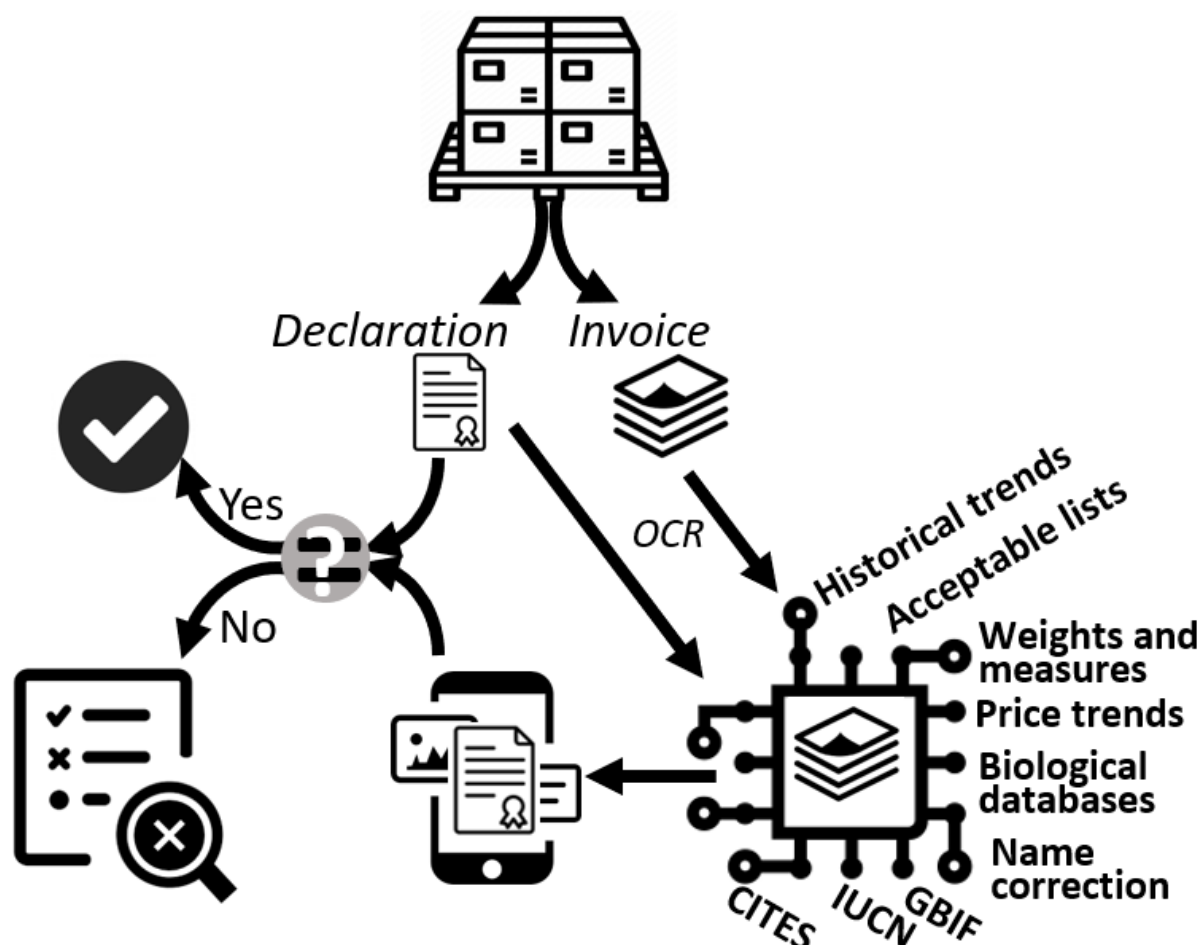 Declaration
Invoice
Yes
OCR
No
Historical trends
Acceptable lists
Weights and
measures
Price trends
Biological
databases
Name
correction
CITES
IUCN
GBIF
?